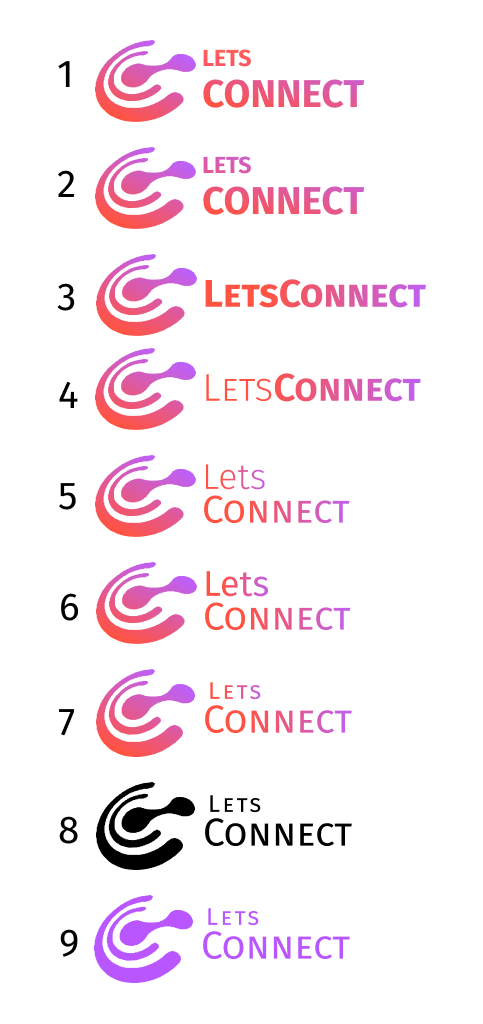 1 LETS
CONNECT
2 LETS
CONNECT
3 LETSCONNECT
4 LETSCONNECT
5 Lets
CONNECT
6 Lets
CONNECT
7 LETS
CONNECT
8 LETS
CONNECT
9 LETS
CONNECT